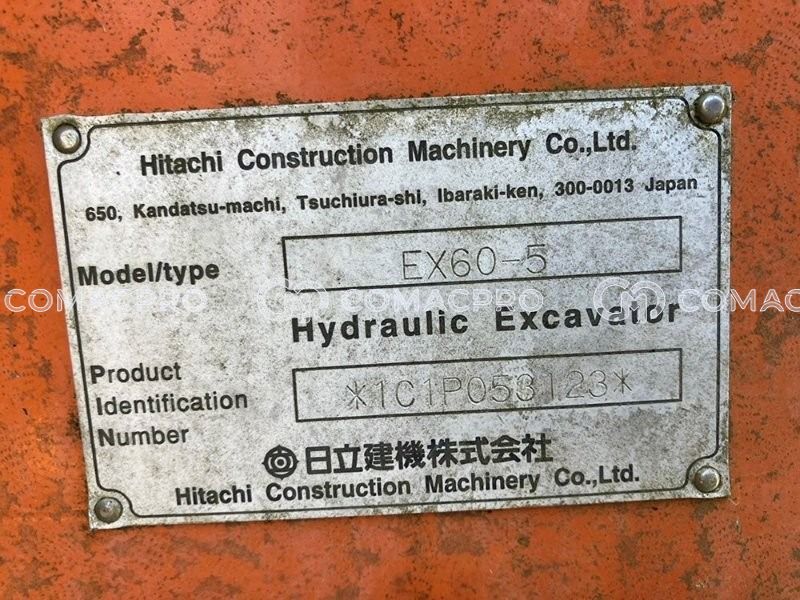 Hitachi Construction Machinery Co.,Ltd.
650, Kandatsu-machi, Tsuchiura-shi, Ibaraki-ken, 300-0013 Japan
Model/type EX60-5
COMACPRO COMACPRO COMAC
Hydraulic Excavator
Product
Identification
Number
*1C1P053123*
日立建機株式会社
Hitachi Construction Machinery Co.,Ltd.